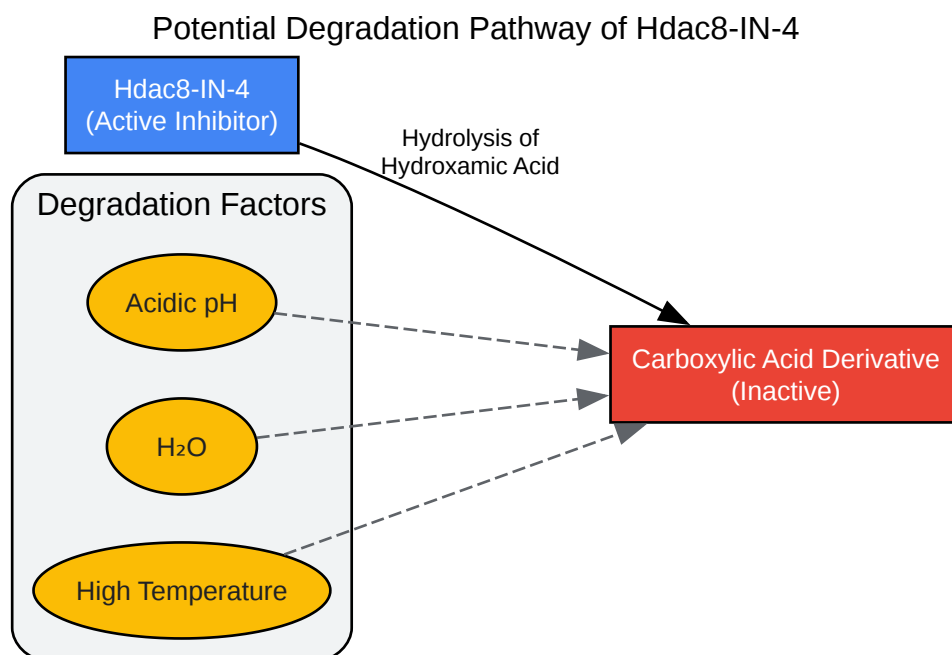 Potential Degradation Pathway of Hdac8-IN-4
Hdac8-IN-4
(Active Inhibitor)
Hydrolysis of
Hydroxamic Acid
Degradation Factors
Acidic pH
H₂O
High Temperature
Carboxylic Acid Derivative
(Inactive)